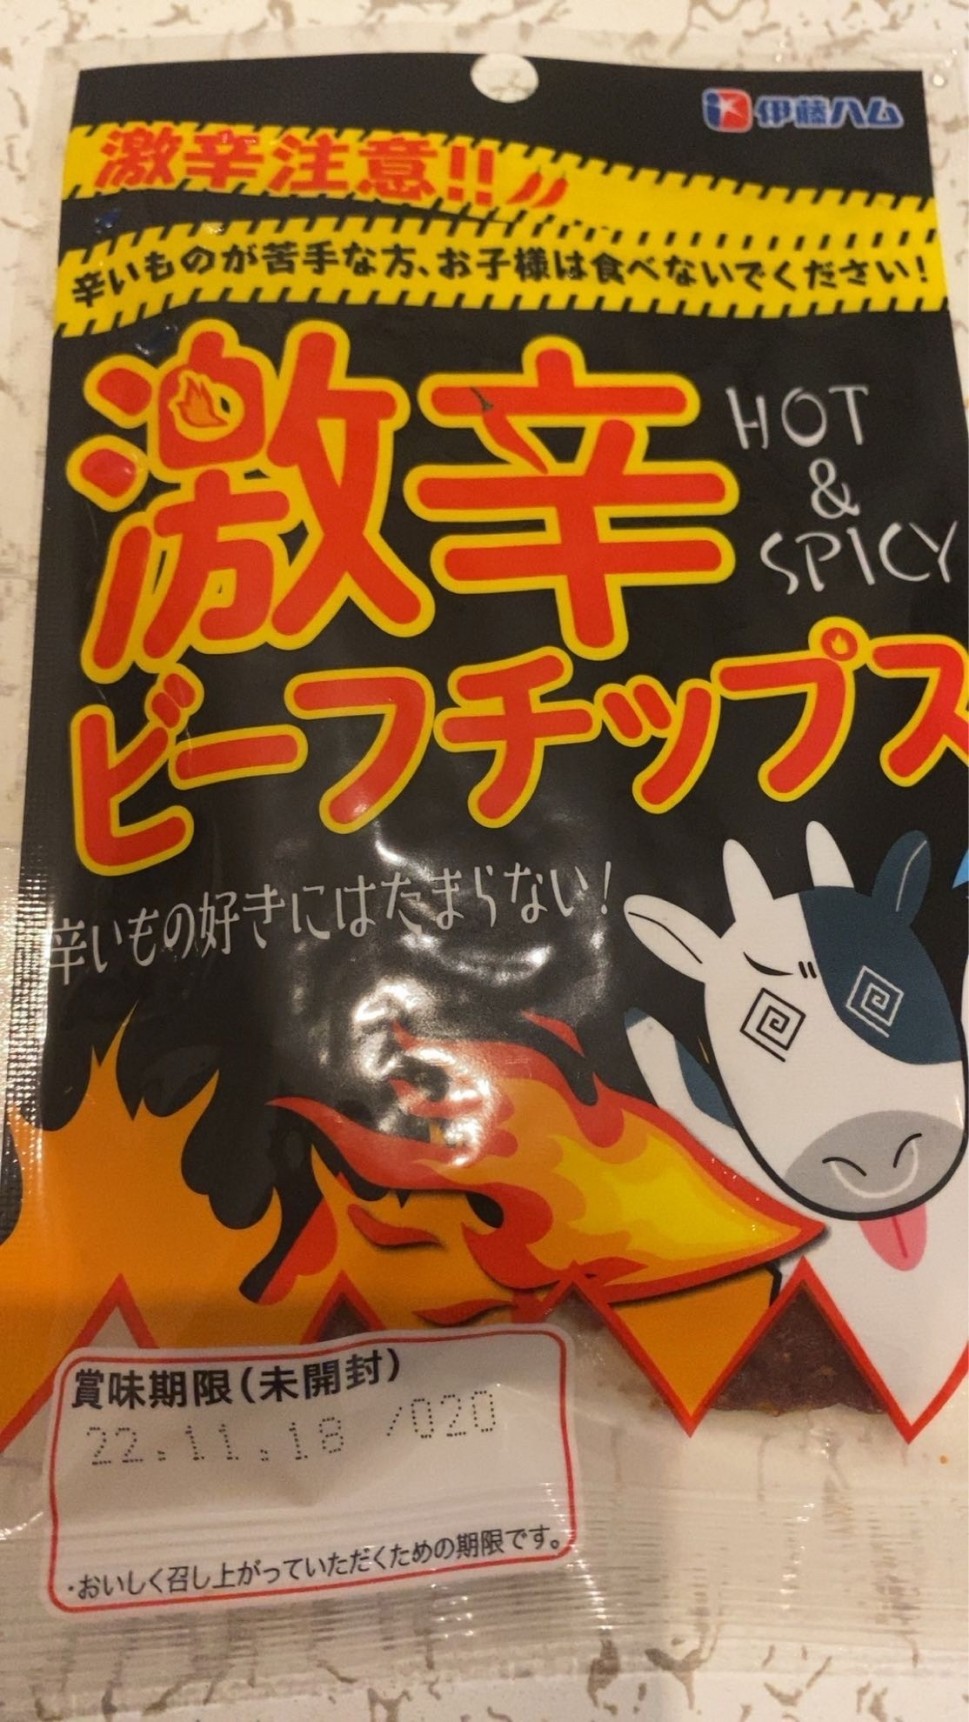 伊藤ハム
激辛注意!!
辛いものが苦手な方、お子様は食べないでください!
激辛
HOT
&
SPICY
ビーフチップス
辛いもの好きにはたまらない!
賞味期限(未開封)
22.11.18 /020
・おいしく召し上がっていただくための期限です。